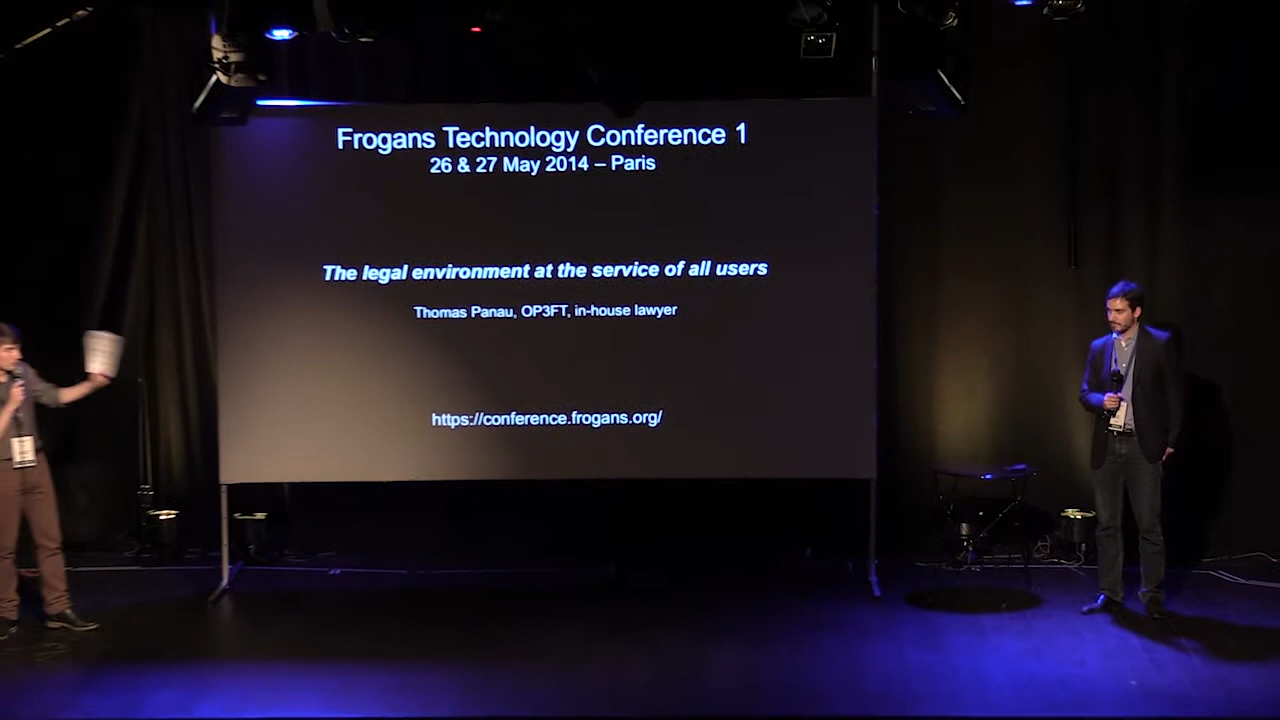 Frogans Technology Conference 1
26 & 27 May 2014 – Paris
The legal environment at the service of all users
Thomas Panau, OP3FT, in-house lawyer
https://conference.frogans.org/